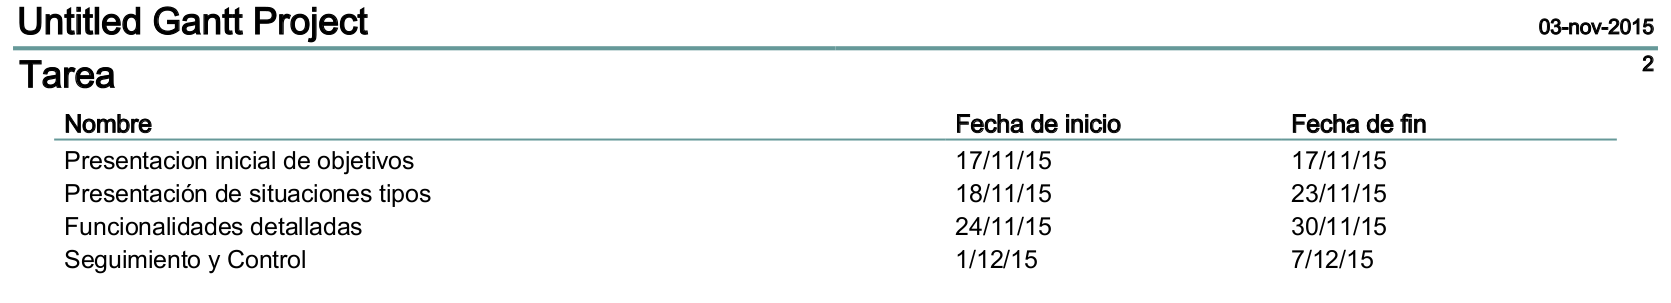 Untitled Gantt Project
03-nov-2015
Tarea
2
Nombre Fecha de inicio Fecha de fin
Presentacion inicial de objetivos 17/11/15 17/11/15
Presentación de situaciones tipos 18/11/15 23/11/15
Funcionalidades detalladas 24/11/15 30/11/15
Seguimiento y Control 1/12/15 7/12/15